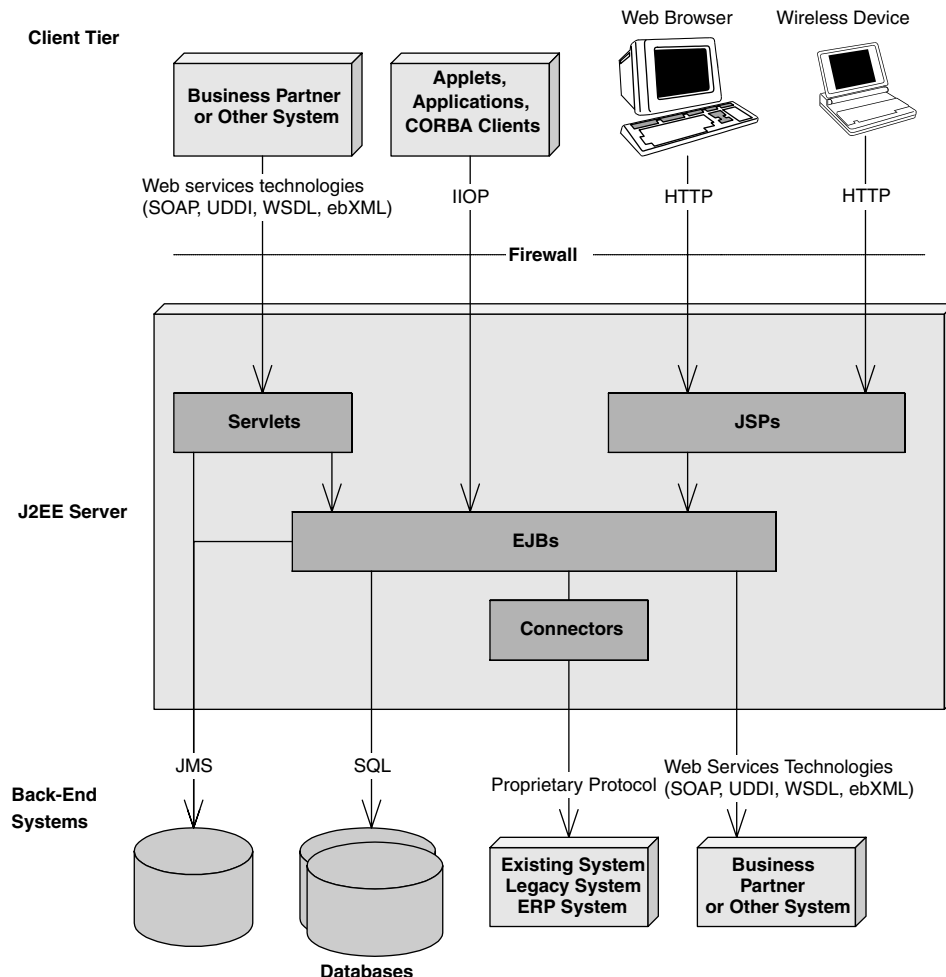 Client Tier
Web Browser
Wireless Device
Business Partner
or Other System
Applets,
Applications,
CORBA Clients
Web services technologies
(SOAP, UDDI, WSDL, ebXML)
IIOP
HTTP
HTTP
Firewall
Servlets
JSPs
J2EE Server
EJBs
Connectors
JMS
SQL
Proprietary Protocol
Web Services Technologies
(SOAP, UDDI, WSDL, ebXML)
Back-End
Systems
Existing System
Legacy System
ERP System
Business
Partner
or Other System
Databases